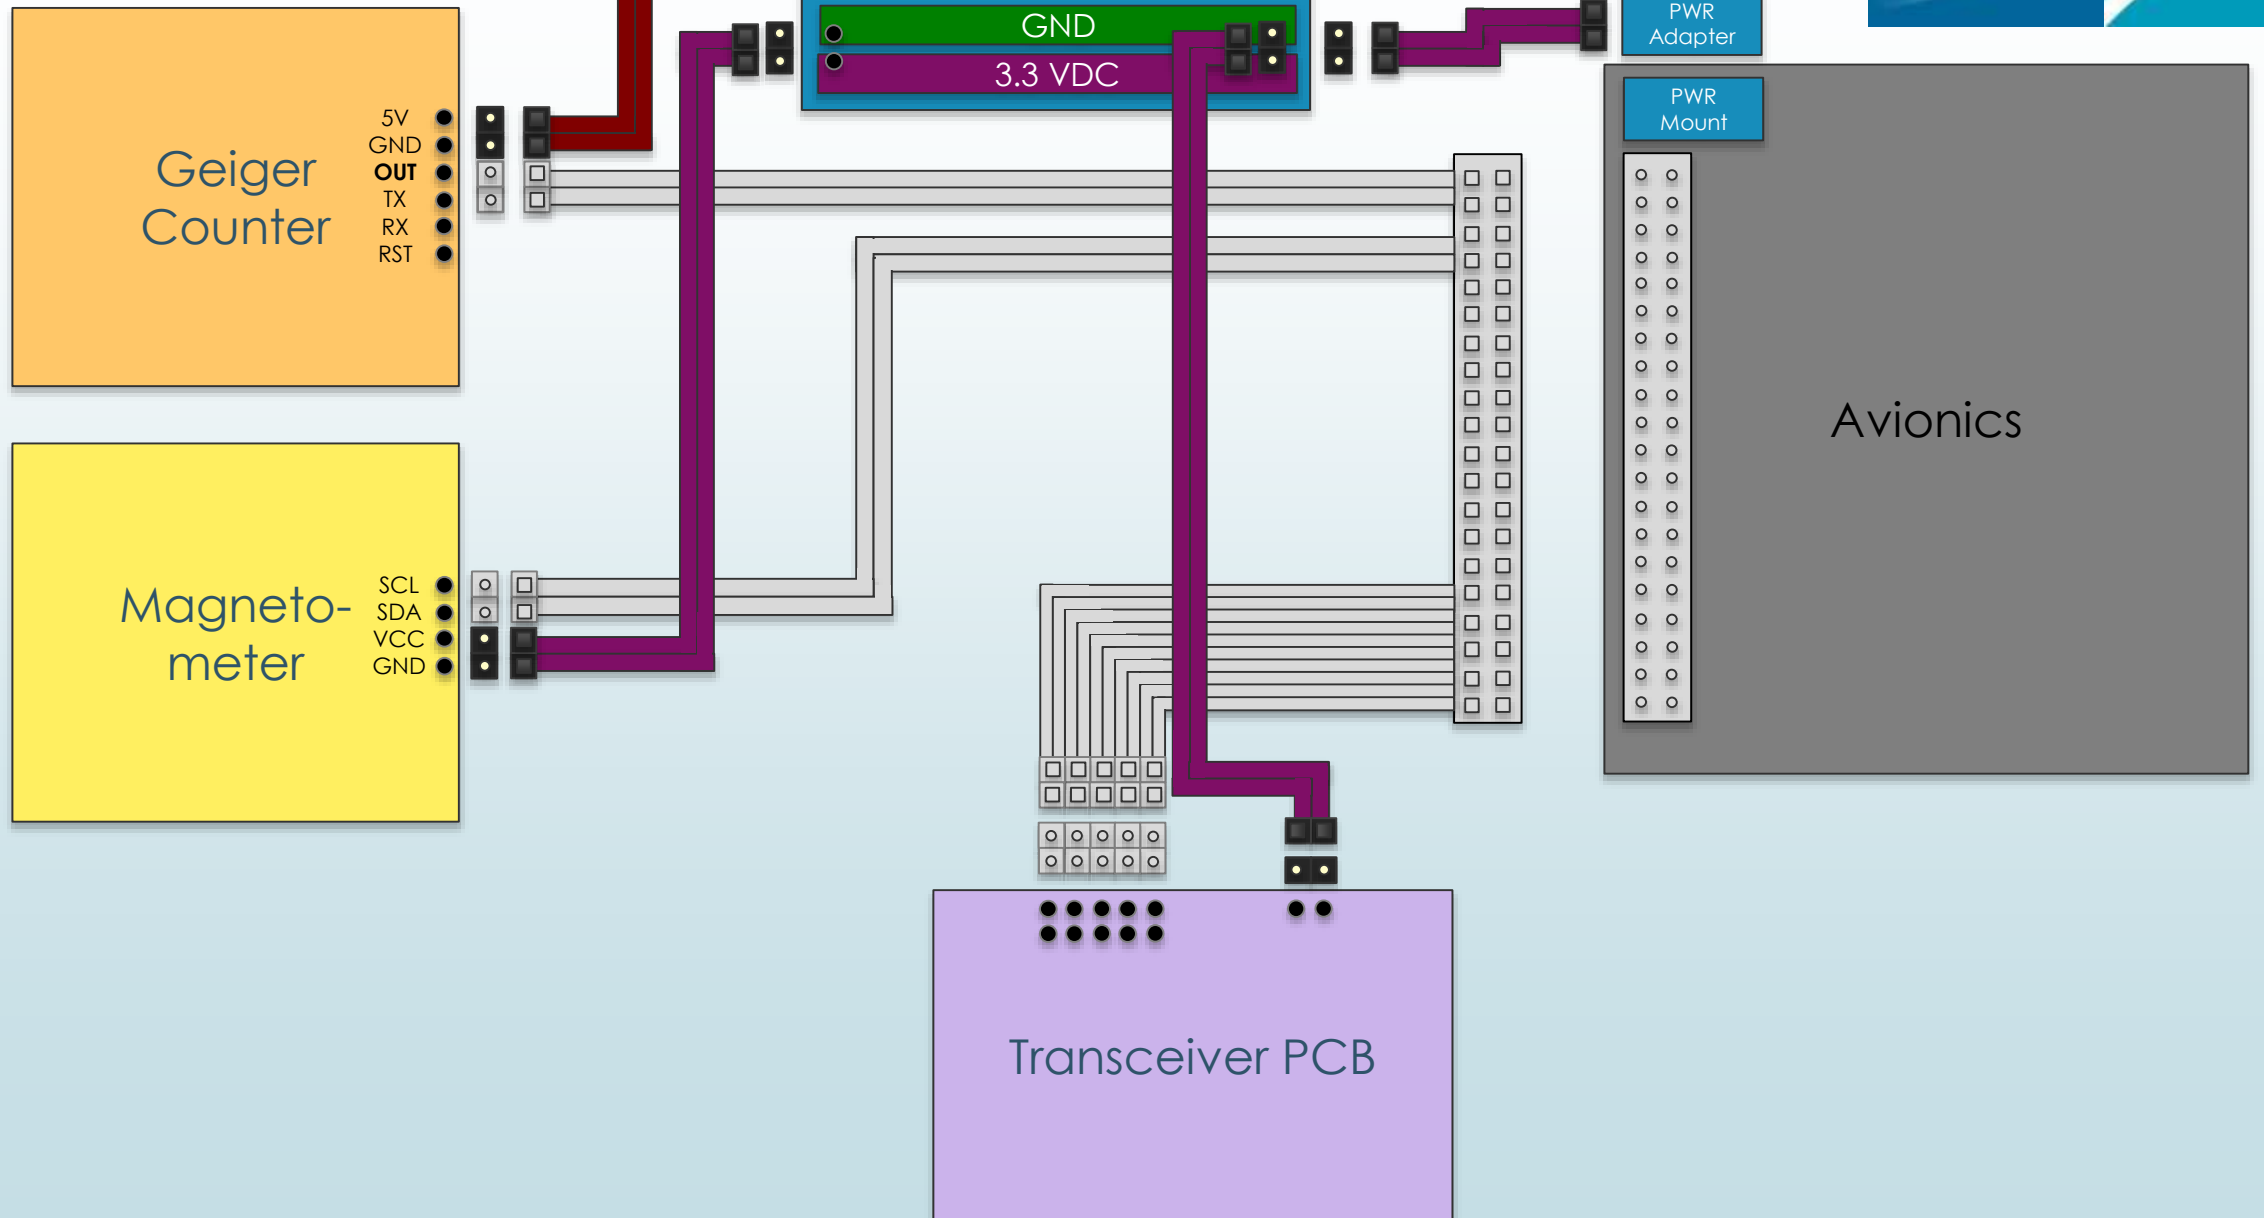 GND
3.3 VDC
PWR
Adapter
PWR
Mount
Geiger
Counter
5V
GND
OUT
TX
RX
RST
Avionics
Magneto-
meter
SCL
SDA
VCC
GND
Transceiver PCB